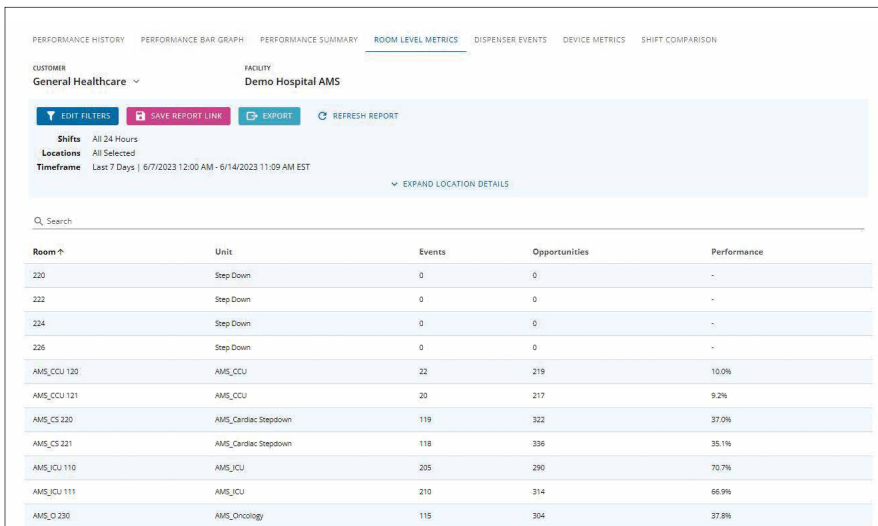 PERFORMANCE HISTORY PERFORMANCE BAR GRAPH PERFORMANCE SUMMARY ROOM LEVEL METRICS DISPENSER EVENTS DEVICE METRICS SHIFT COMPARISON
CUSTOMER FACILITY
General Healthcare Demo Hospital AMS
EDIT FILTERS SAVE REPORT LINK EXPORT REFRESH REPORT
Shifts All 24 Hours
Locations All Selected
Timeframe Last 7 Days | 6/7/2023 12:00 AM - 6/14/2023 11:09 AM EST
EXPAND LOCATION DETAILS
Search
Room ↑ Unit Events Opportunities Performance
220 Step Down 0 0 -
222 Step Down 0 0 -
224 Step Down 0 0 -
226 Step Down 0 0 -
AMS_CCU 120 AMS_CCU 22 219 10.0%
AMS_CCU 121 AMS_CCU 20 217 9.2%
AMS_CS 220 AMS_Cardiac Stepdown 119 322 37.0%
AMS_CS 221 AMS_Cardiac Stepdown 118 336 35.1%
AMS_ICU 110 AMS_ICU 205 290 70.7%
AMS_ICU 111 AMS_ICU 210 314 66.9%
AMS_O 230 AMS_Oncology 115 304 37.8%